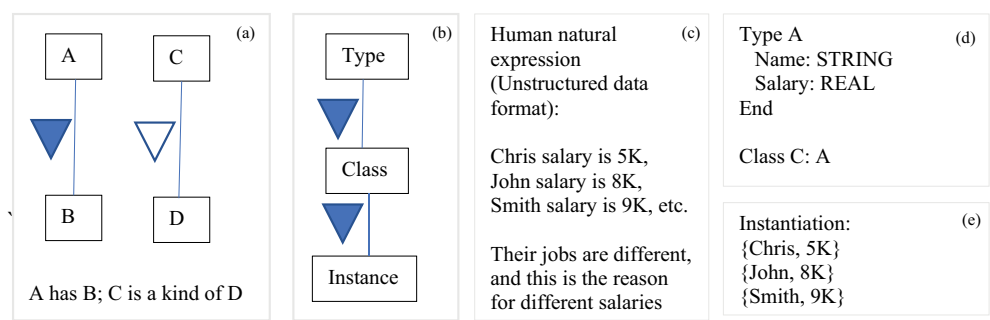 (a)
A
C
B
D
A has B; C is a kind of D
(b)
Type
Class
Instance
(c)
Human natural
expression
(Unstructured data
format):
Chris salary is 5K,
John salary is 8K,
Smith salary is 9K, etc.
Their jobs are different,
and this is the reason
for different salaries
(d)
Type A
Name: STRING
Salary: REAL
End
Class C: A
(e)
Instantiation:
{Chris, 5K}
{John, 8K}
{Smith, 9K}
`